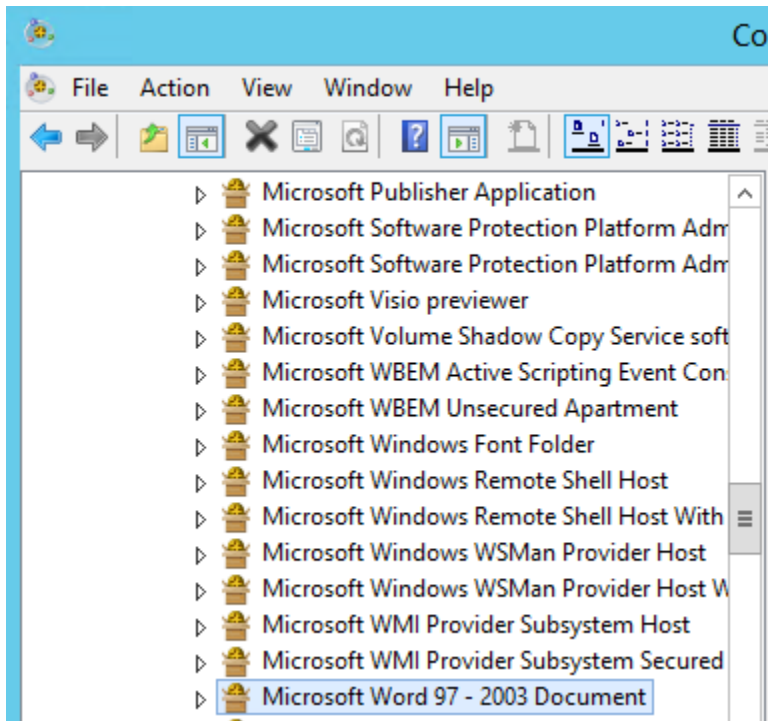 Co
File Action View Window Help
Microsoft Publisher Application
Microsoft Software Protection Platform Adm
Microsoft Software Protection Platform Adm
Microsoft Visio previewer
Microsoft Volume Shadow Copy Service soft
Microsoft WBEM Active Scripting Event Con
Microsoft WBEM Unsecured Apartment
Microsoft Windows Font Folder
Microsoft Windows Remote Shell Host
Microsoft Windows Remote Shell Host With
Microsoft Windows WSMan Provider Host
Microsoft Windows WSMan Provider Host W
Microsoft WMI Provider Subsystem Host
Microsoft WMI Provider Subsystem Secured
Microsoft Word 97 - 2003 Document